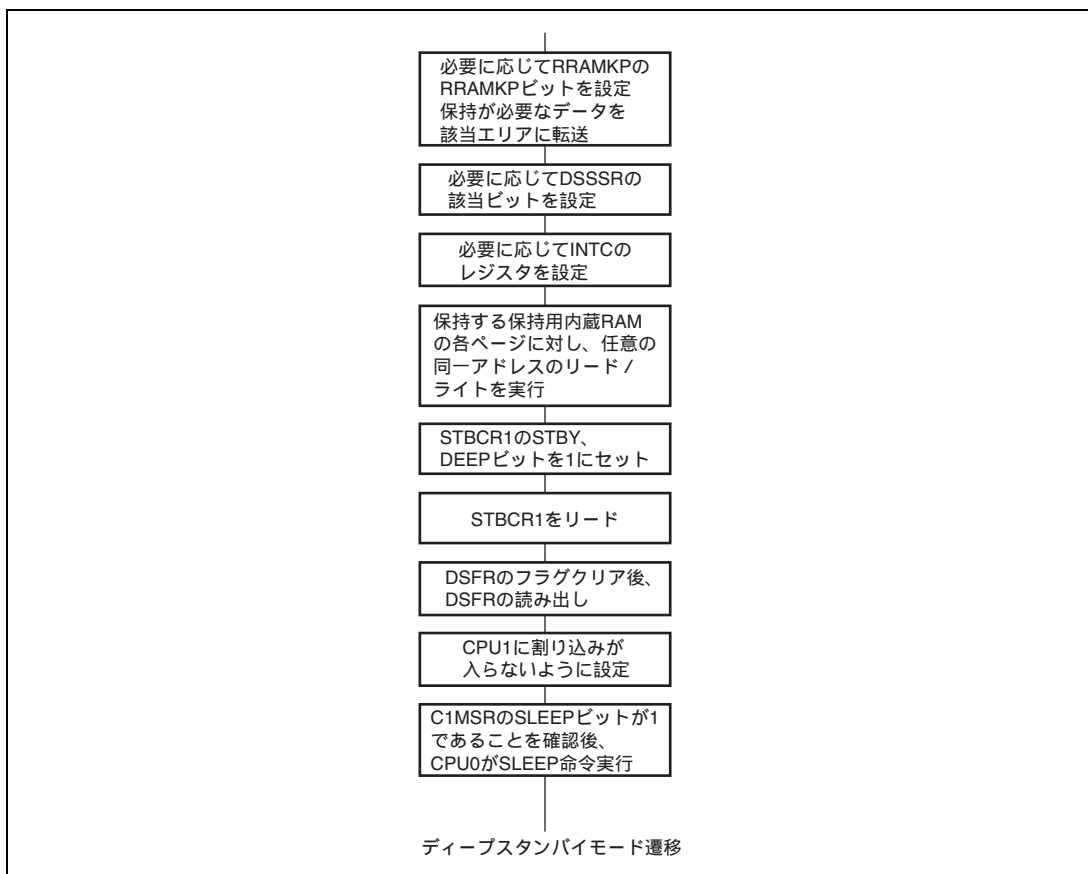 必要に応じてRRAMKPの
RRAMKPビットを設定
保持が必要なデータを
該当エリアに転送
必要に応じてDSSSRの
該当ビットを設定
必要に応じてINTCの
レジスタを設定
保持する保持用内蔵RAM
の各ページに対し、任意の
同一アドレスのリード／
ライトを実行
STBCR1のSTBY、
DEEPビットを1にセット
STBCR1をリード
DSFRのフラグクリア後、
DSFRの読み出し
CPU1に割り込みが
入らないように設定
C1MSRのSLEEPビットが1
であることを確認後、
CPU0がSLEEP命令実行
ディープスタンバイモード遷移